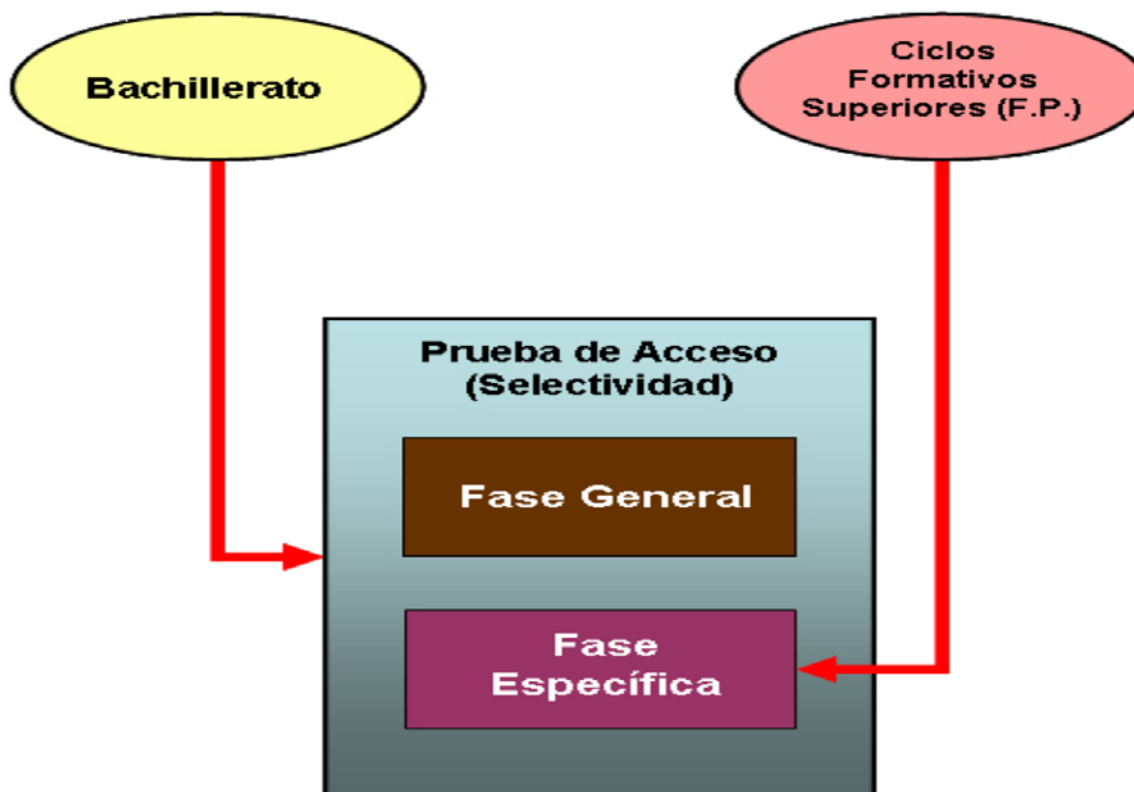 Bachillerato
Ciclos
Formativos
Superiores (F.P.)
Prueba de Acceso
(Selectividad)
Fase General
Fase
Específica